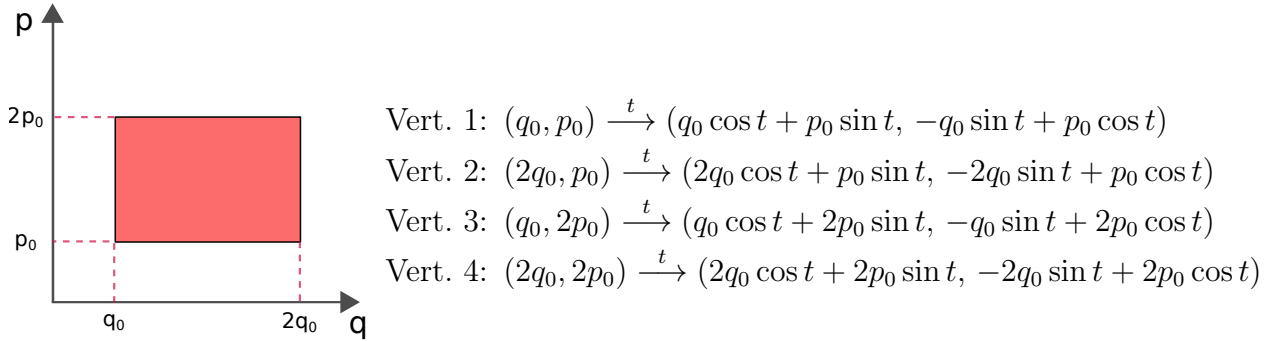 p
2p₀
p₀
q₀
2q₀
q
Vert. 1: (q₀, p₀) —t→ (q₀ cos t + p₀ sin t, −q₀ sin t + p₀ cos t)
Vert. 2: (2q₀, p₀) —t→ (2q₀ cos t + p₀ sin t, −2q₀ sin t + p₀ cos t)
Vert. 3: (q₀, 2p₀) —t→ (q₀ cos t + 2p₀ sin t, −q₀ sin t + 2p₀ cos t)
Vert. 4: (2q₀, 2p₀) —t→ (2q₀ cos t + 2p₀ sin t, −2q₀ sin t + 2p₀ cos t)